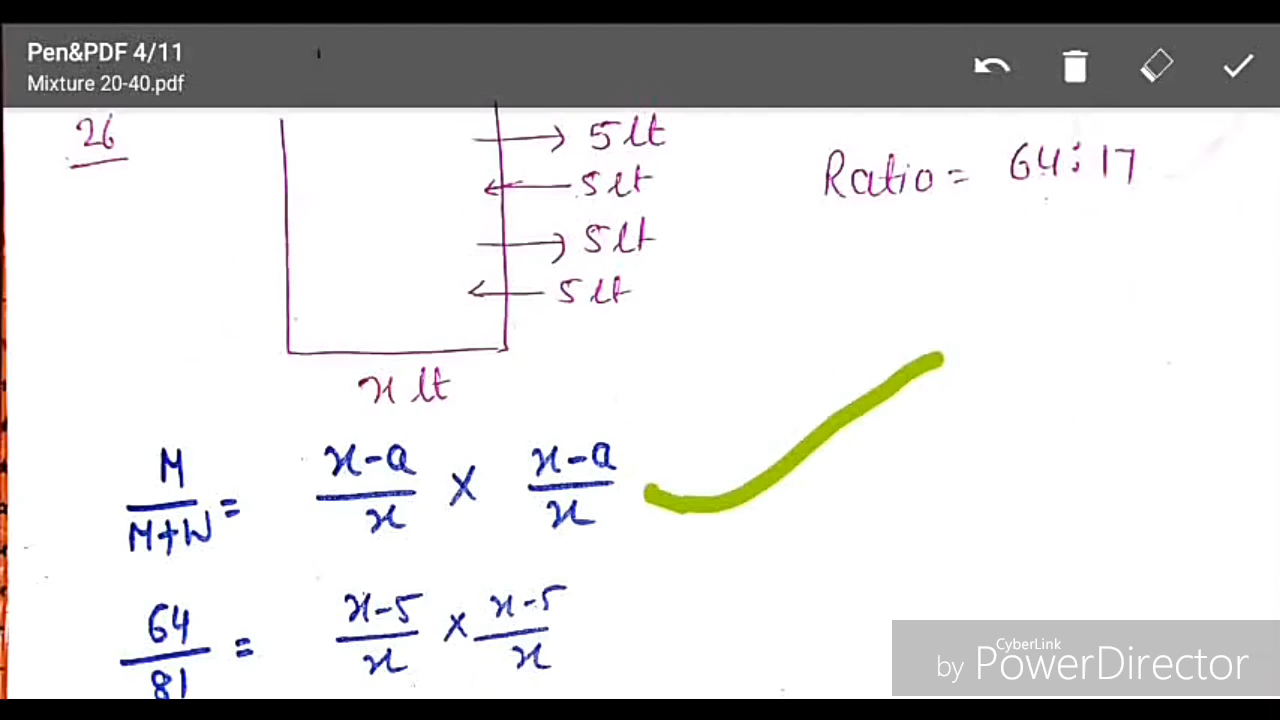 Pen&PDF 4/11
Mixture 20-40.pdf
26
5 lt
5 lt
5 lt
5 lt
x lt
Ratio = 64:17
M/M+W = x-a/x × x-a/x
64/81 = x-5/x × x-5/x
CyberLink
by PowerDirector